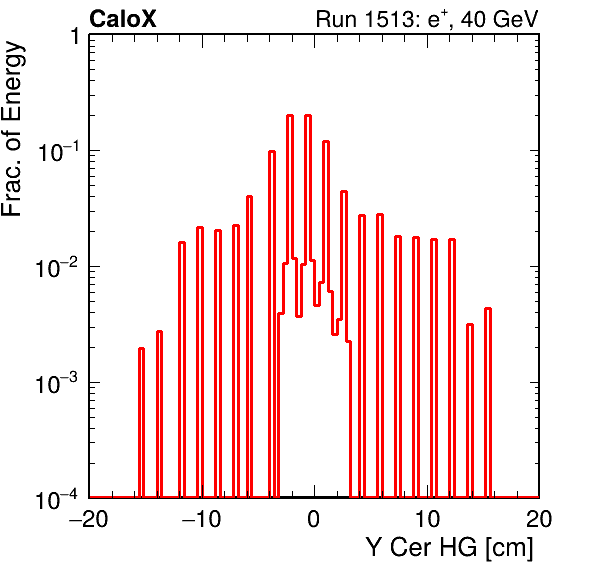 CaloX
Run 1513: e⁺, 40 GeV
Frac. of Energy
1
10⁻¹
10⁻²
10⁻³
10⁻⁴
−20
−10
0
10
20
Y Cer HG [cm]